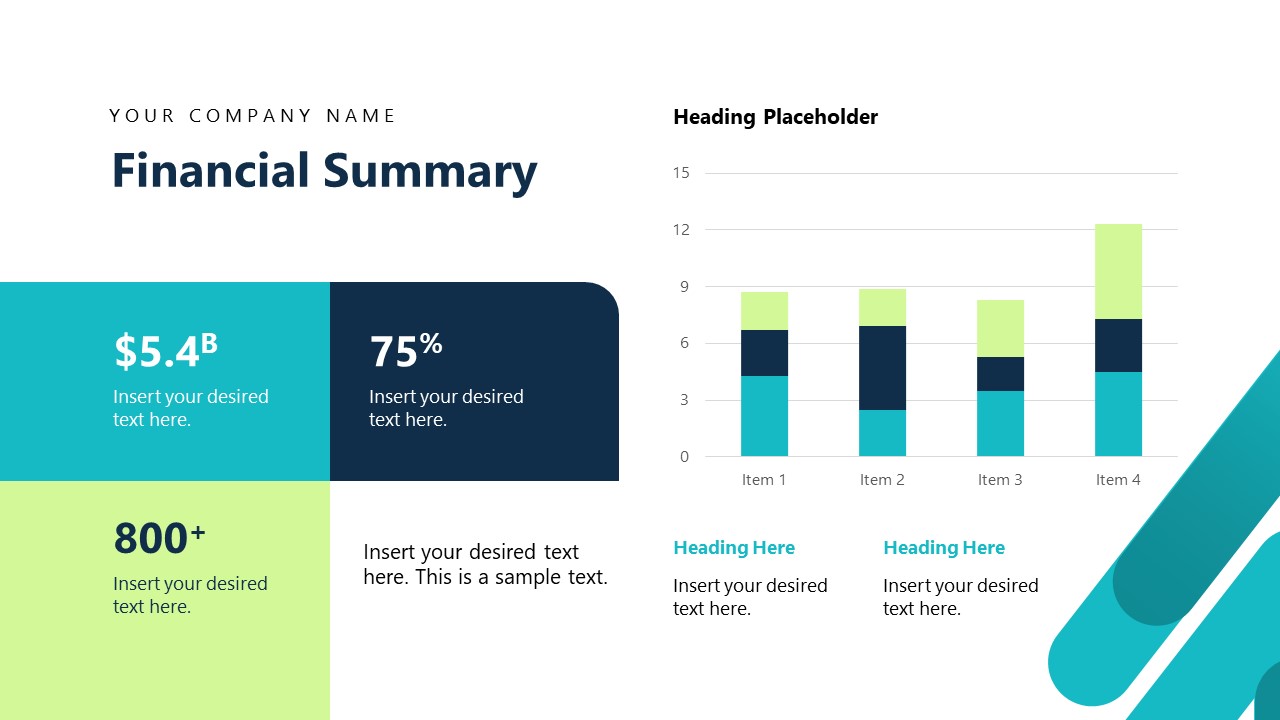 YOUR COMPANY NAME
Financial Summary
$5.4B
Insert your desired
text here.
75%
Insert your desired
text here.
800+
Insert your desired
text here.
Insert your desired text
here. This is a sample text.
Heading Placeholder
15
12
9
6
3
0
Item 1 Item 2 Item 3 Item 4
Heading Here
Insert your desired
text here.
Heading Here
Insert your desired
text here.